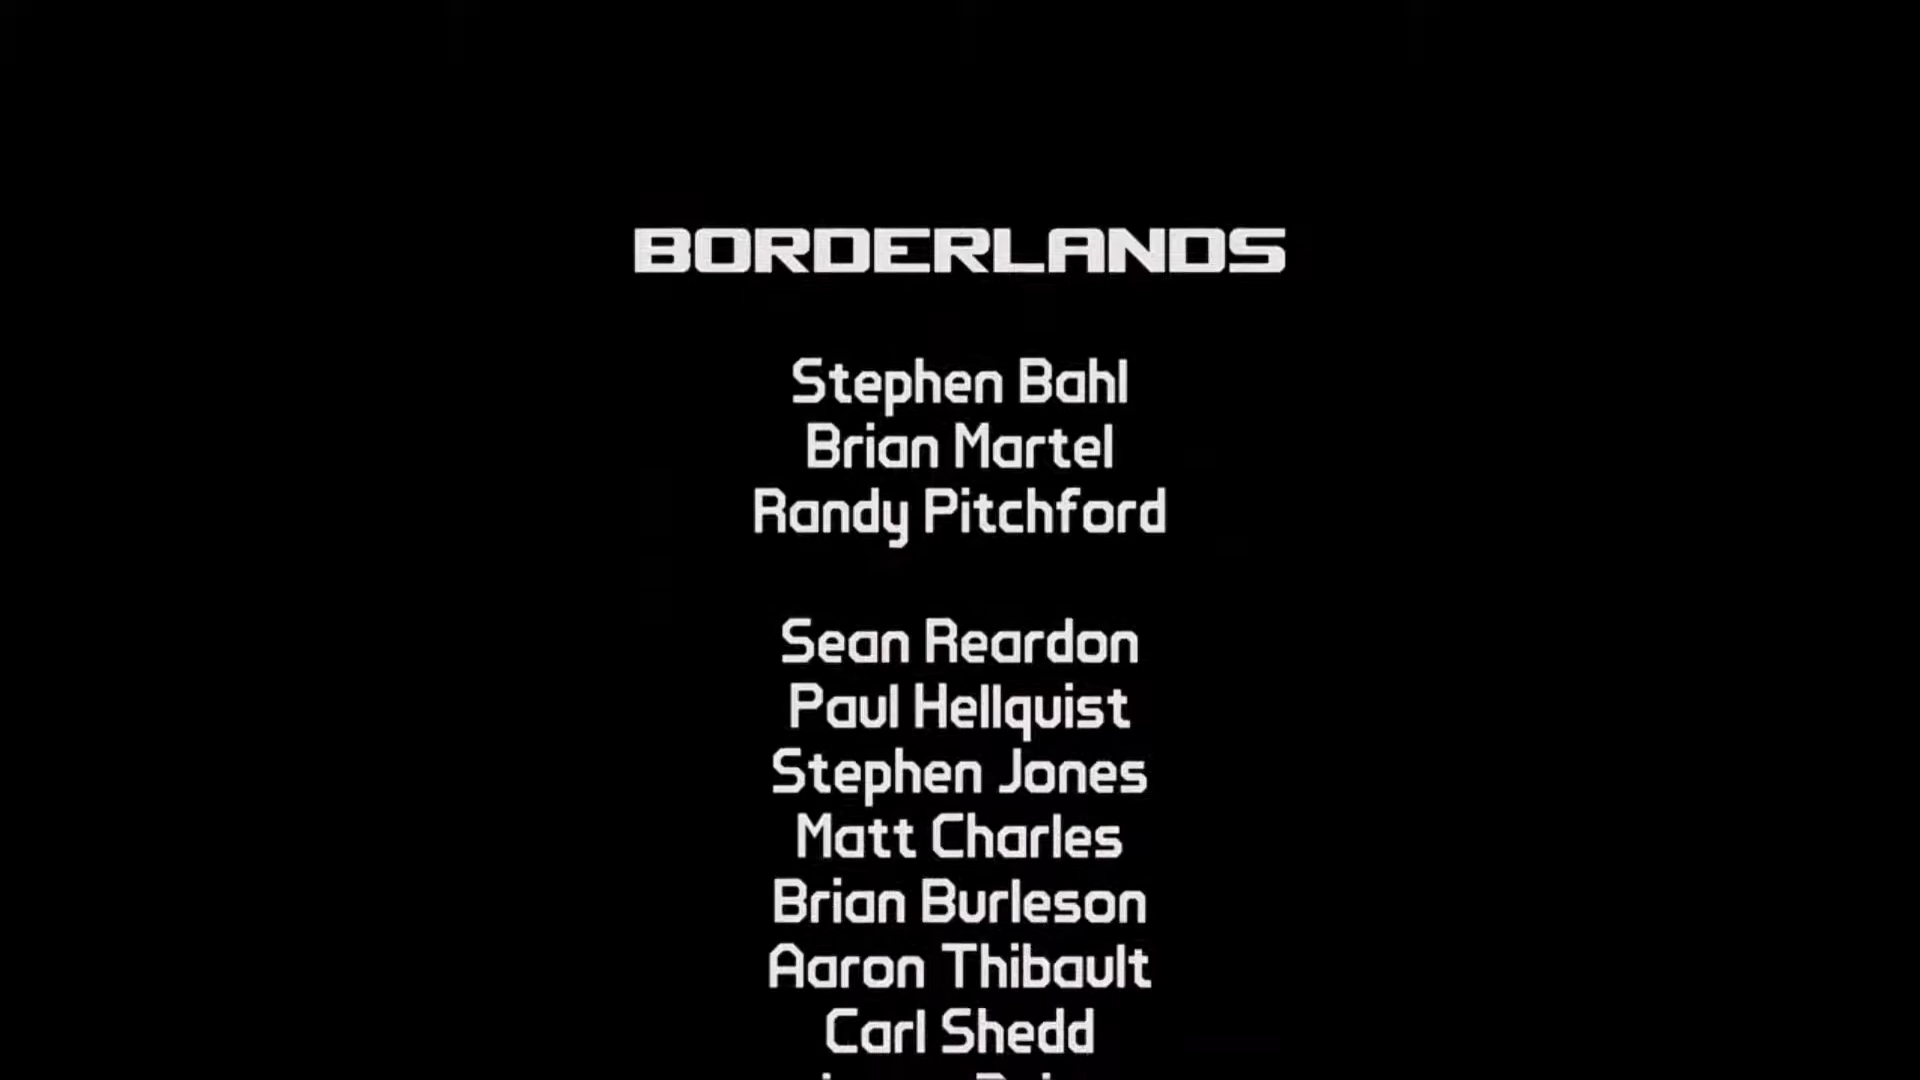 BORDERLANDS
Stephen Bahl
Brian Martel
Randy Pitchford
Sean Reardon
Paul Hellquist
Stephen Jones
Matt Charles
Brian Burleson
Aaron Thibault
Carl Shedd